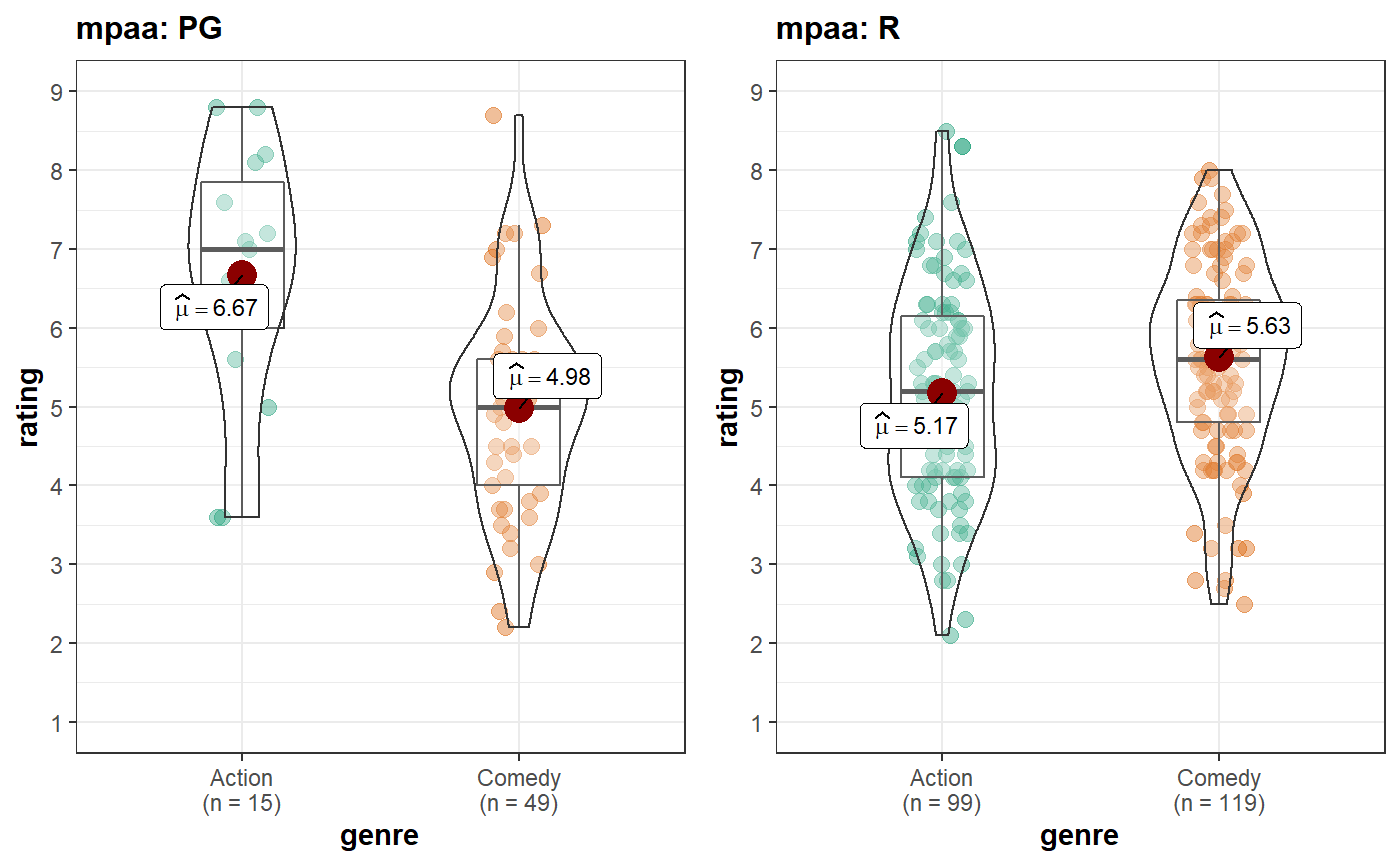 mpaa: PG
rating
9
8
7
6
5
4
3
2
1
μ̂ = 6.67
μ̂ = 4.98
Action
(n = 15)
Comedy
(n = 49)
genre
mpaa: R
rating
9
8
7
6
5
4
3
2
1
μ̂ = 5.17
μ̂ = 5.63
Action
(n = 99)
Comedy
(n = 119)
genre